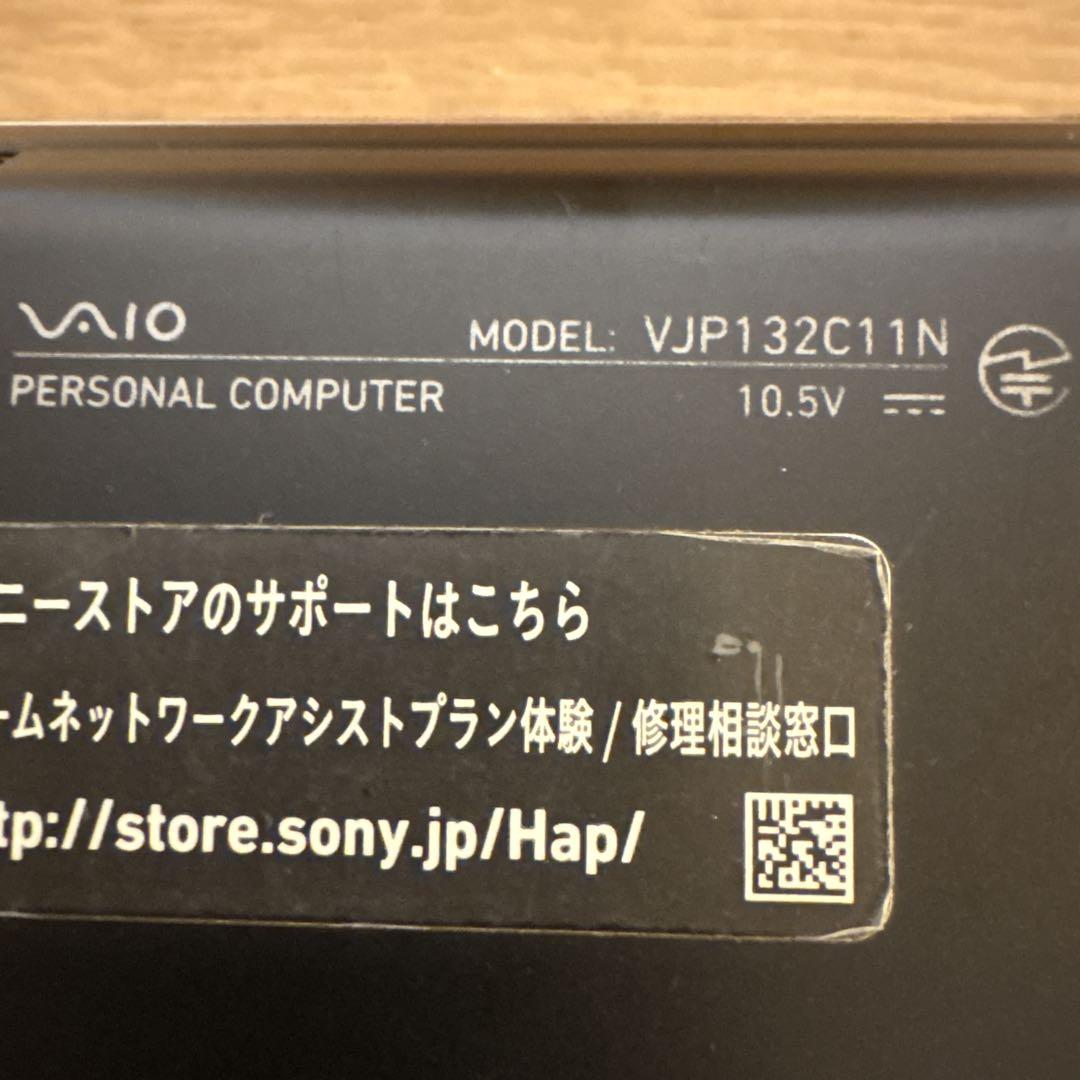 VAIO
MODEL: VJP132C11N
PERSONAL COMPUTER
10.5V
ニーストアのサポートはこちら
ームネットワークアシストプラン体験 / 修理相談窓口
tp://store.sony.jp/Hap/